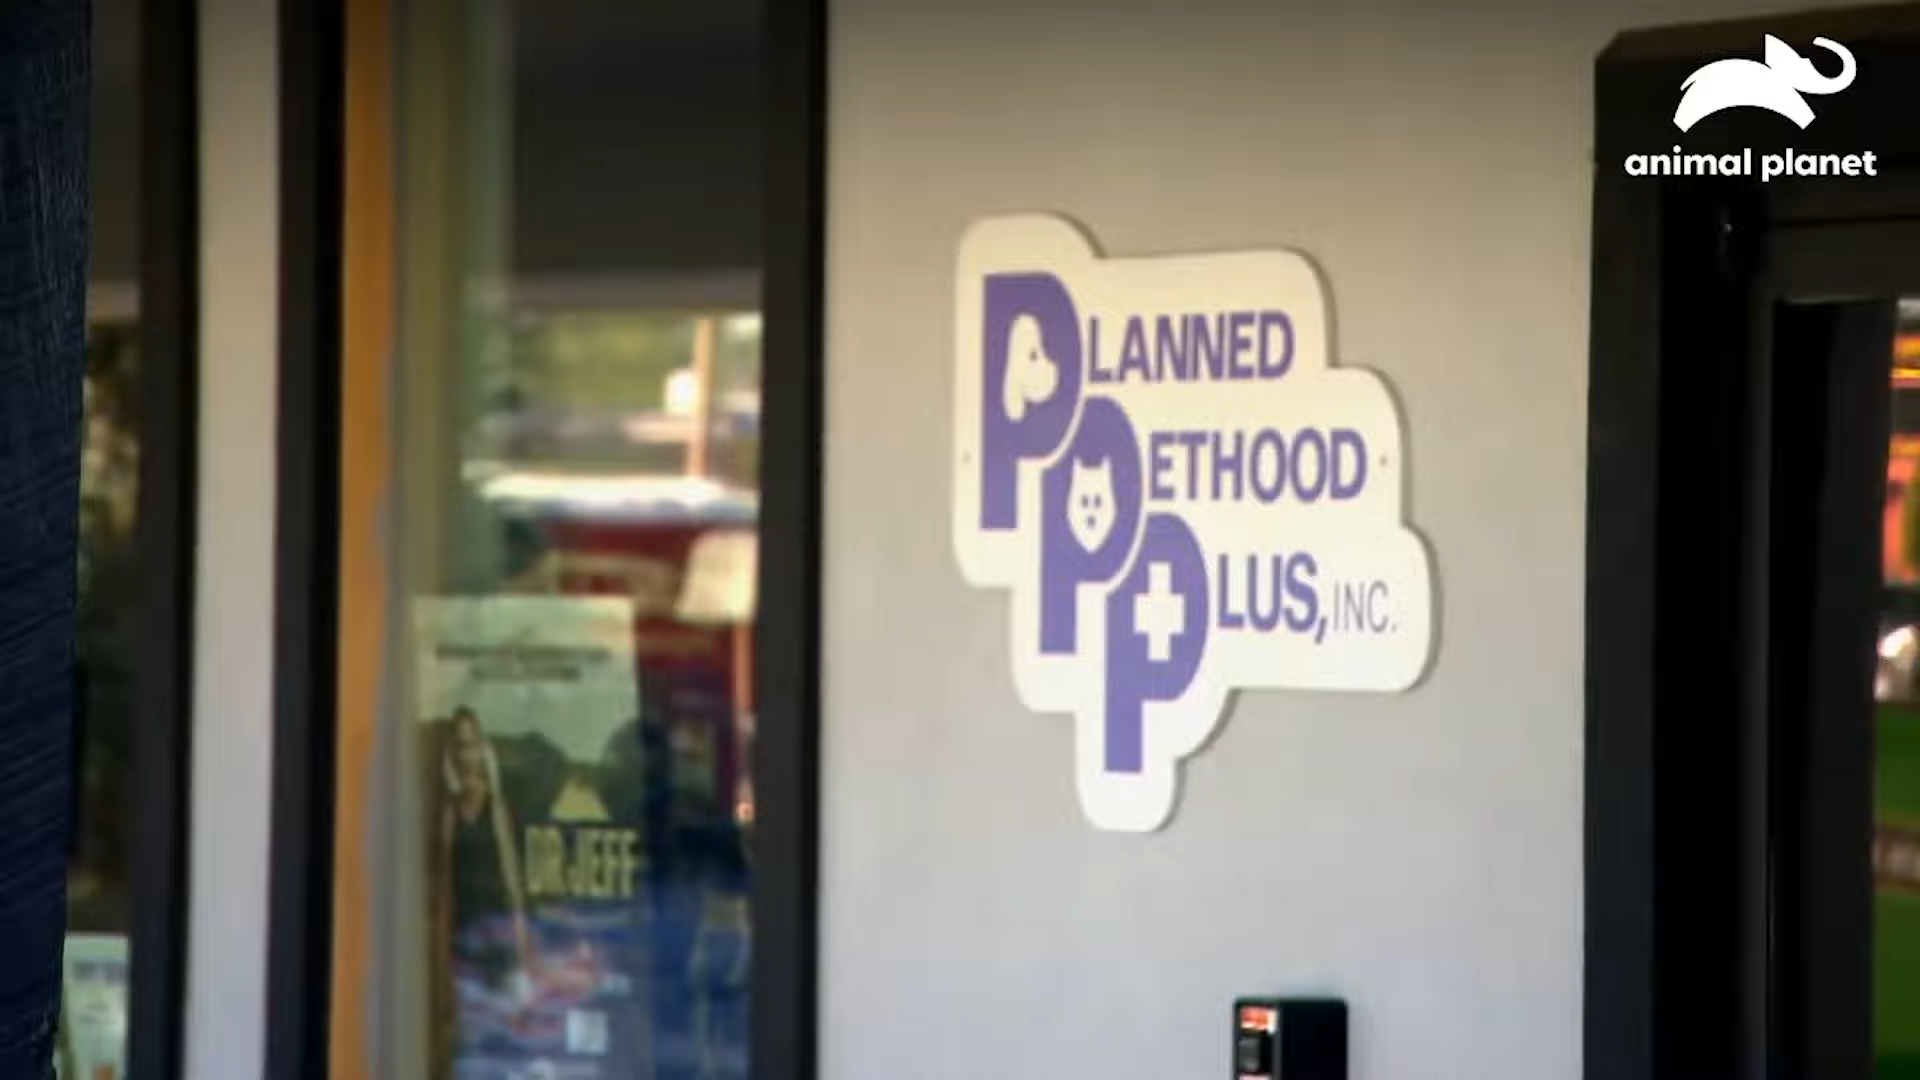 animal planet
PLANNED
PETHOOD
PLUS, INC.
DR. JEFF